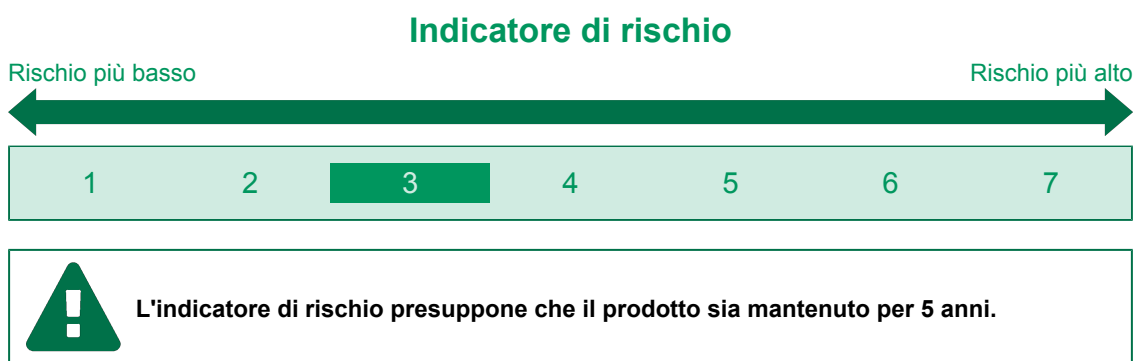 Indicatore di rischio
Rischio più basso Rischio più alto
1 2 3 4 5 6 7
L'indicatore di rischio presuppone che il prodotto sia mantenuto per 5 anni.